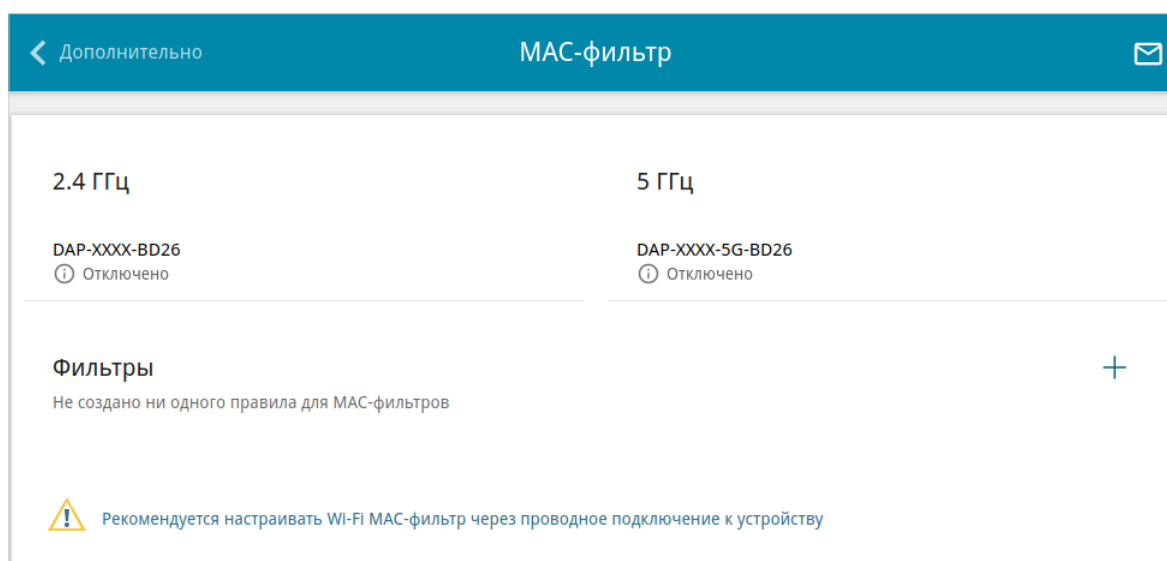 Дополнительно
MAC-фильтр
2.4 ГГц
5 ГГц
DAP-XXXX-BD26
DAP-XXXX-5G-BD26
Отключено
Отключено
Фильтры
Не создано ни одного правила для MAC-фильтров
Рекомендуется настраивать Wi-Fi MAC-фильтр через проводное подключение к устройству